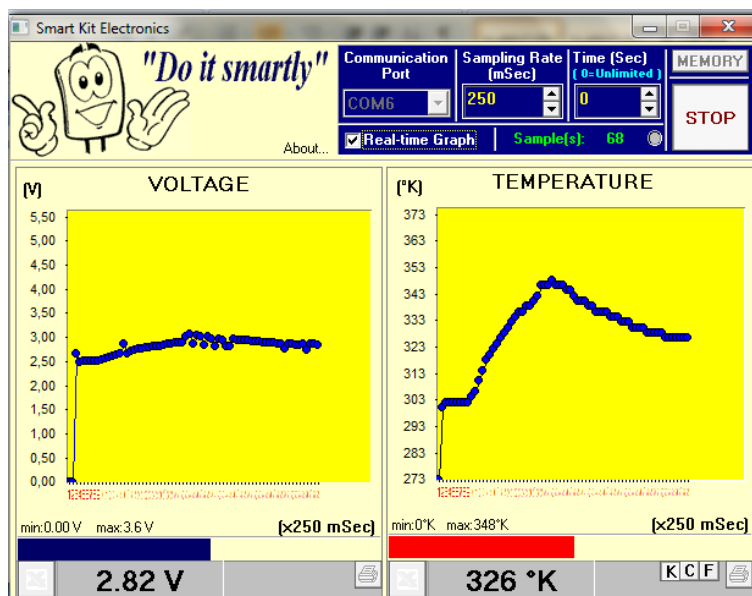 Smart Kit Electronics
"Do it smartly"
About...
Communication Port
COM6
Sampling Rate (mSec)
250
Time (Sec)
( 0=Unlimited )
0
MEMORY
STOP
Real-time Graph
Sample(s): 68
VOLTAGE
(V)
5,50
5,00
4,50
4,00
3,50
3,00
2,50
2,00
1,50
1,00
0,50
0,00
min:0.00 V max:3.6 V
(x250 mSec)
2.82 V
TEMPERATURE
(°K)
373
363
353
343
333
323
313
303
293
283
273
min:0°K max:348°K
(x250 mSec)
326 °K
K C F